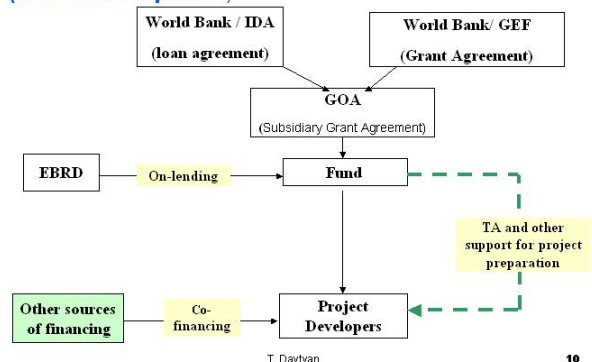 World Bank / IDA
(loan agreement)
World Bank/ GEF
(Grant Agreement)
GOA
(Subsidiary Grant Agreement)
EBRD
On-lending
Fund
TA and other
support for project
preparation
Other sources
of financing
Co-
financing
Project
Developers
T. Davtyan
10